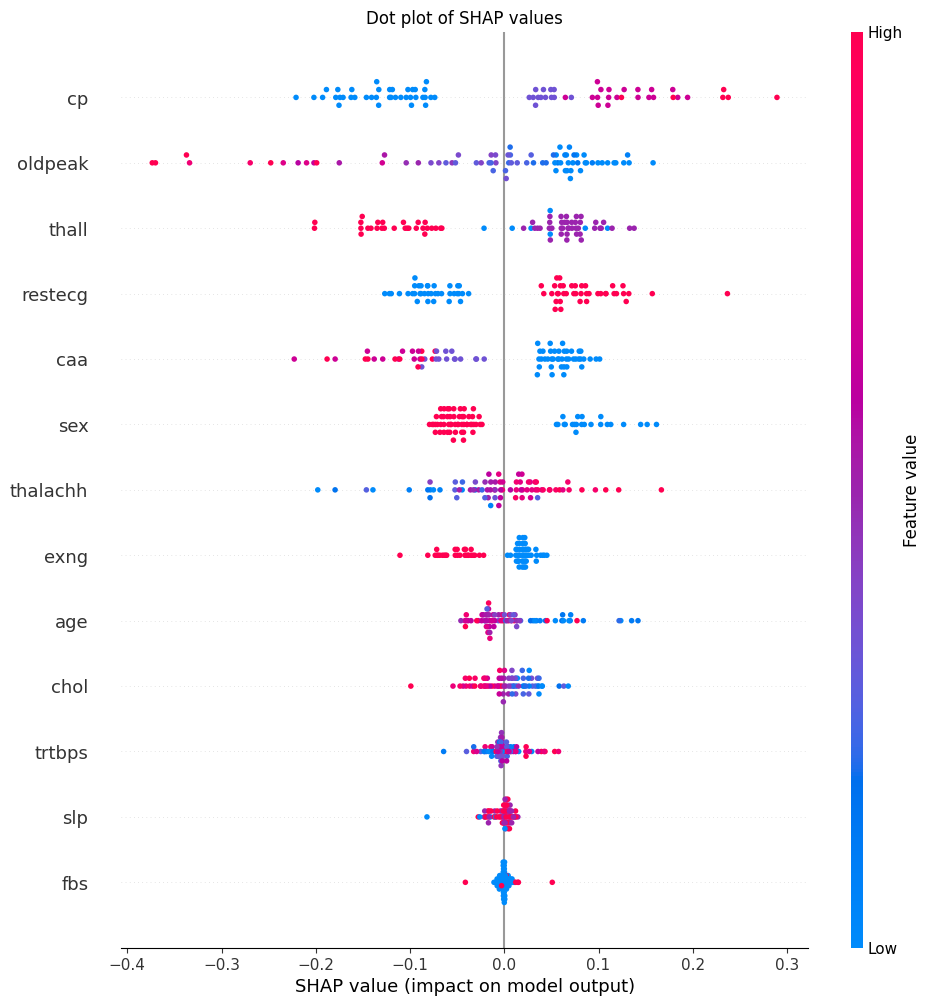 Dot plot of SHAP values
High
cp
oldpeak
thall
restecg
caa
sex
thalachh
exng
age
chol
trtbps
slp
fbs
Feature value
Low
−0.4 −0.3 −0.2 −0.1 0.0 0.1 0.2 0.3
SHAP value (impact on model output)